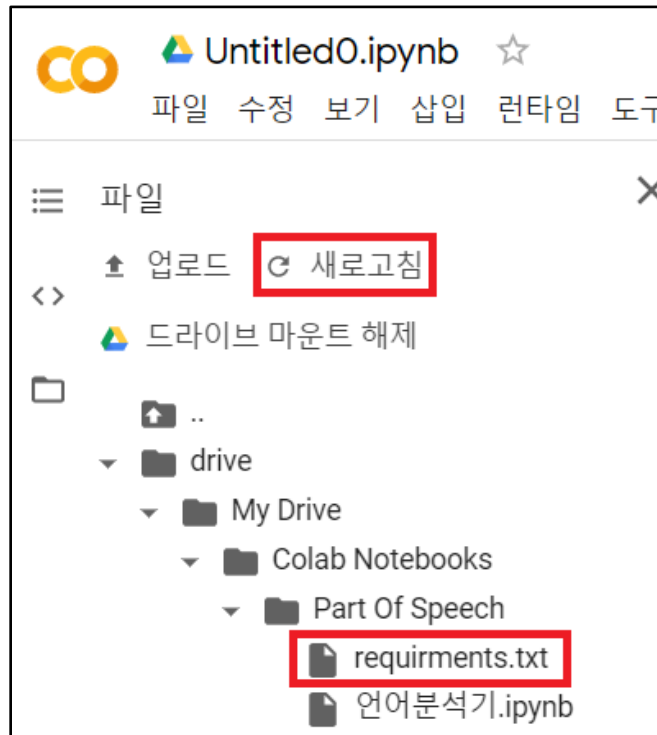 Untitled0.ipynb
파일 수정 보기 삽입 런타임 도구
파일
업로드 새로고침
드라이브 마운트 해제
..
drive
My Drive
Colab Notebooks
Part Of Speech
requirments.txt
언어분석기.ipynb